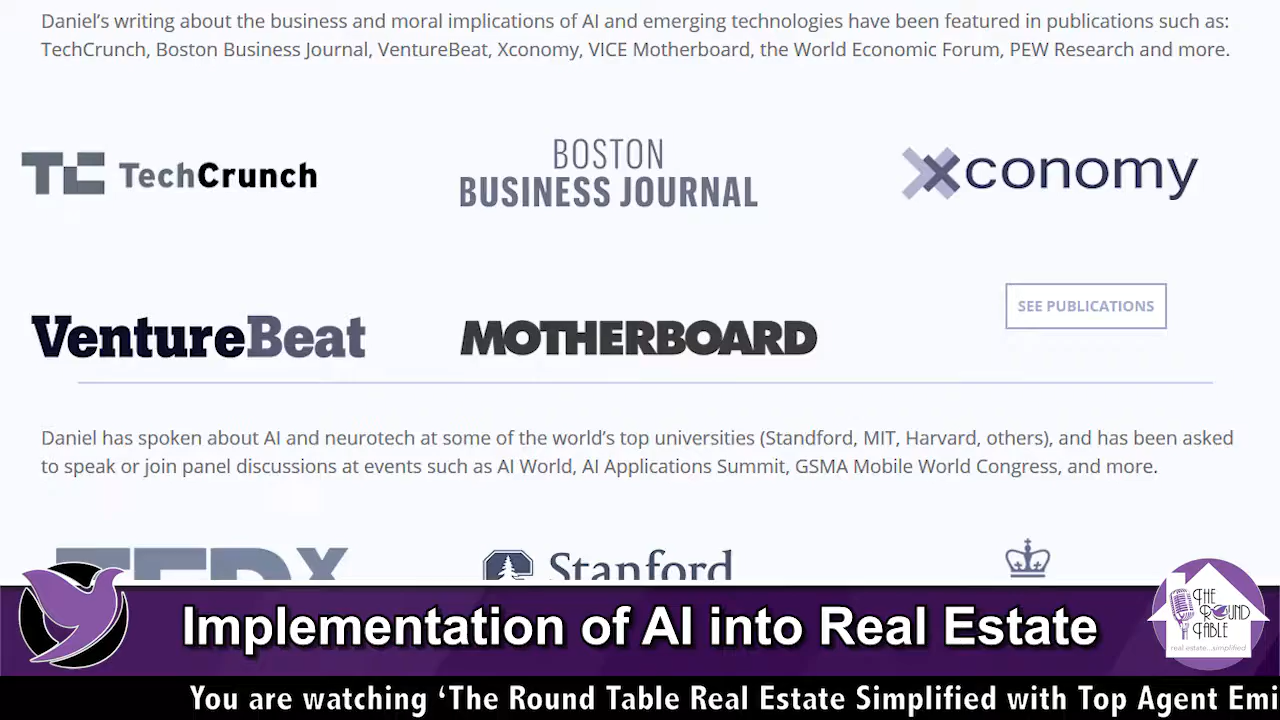 Daniel’s writing about the business and moral implications of AI and emerging technologies have been featured in publications such as:
TechCrunch, Boston Business Journal, VentureBeat, Xconomy, VICE Motherboard, the World Economic Forum, PEW Research and more.
TC TechCrunch
BOSTON
BUSINESS JOURNAL
xconomy
SEE PUBLICATIONS
VentureBeat
MOTHERBOARD
Daniel has spoken about AI and neurotech at some of the world’s top universities (Standford, MIT, Harvard, others), and has been asked
to speak or join panel discussions at events such as AI World, AI Applications Summit, GSMA Mobile World Congress, and more.
TEDx
Stanford
Implementation of AI into Real Estate
THE
ROUND
TABLE
real estate...simplified
You are watching ‘The Round Table Real Estate Simplified with Top Agent Emi